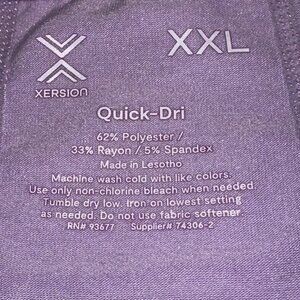 XXL
XERSION
Quick-Dri
62% Polyester /
33% Rayon / 5% Spandex
Made in Lesotho
Machine wash cold with like colors.
Use only non-chlorine bleach when needed.
Tumble dry low. Iron on lowest setting
as needed. Do not use fabric softener.
RN# 93677 Supplier# 74306-2